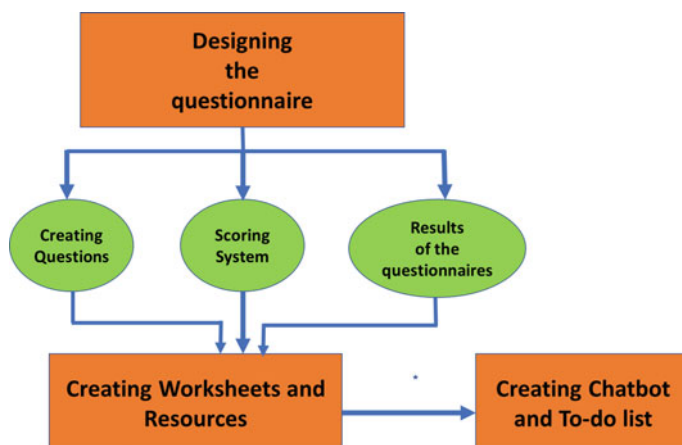 Designing
the
questionnaire
Creating
Questions
Scoring
System
Results
of the
questionnaires
Creating Worksheets and
Resources
Creating Chatbot
and To-do list